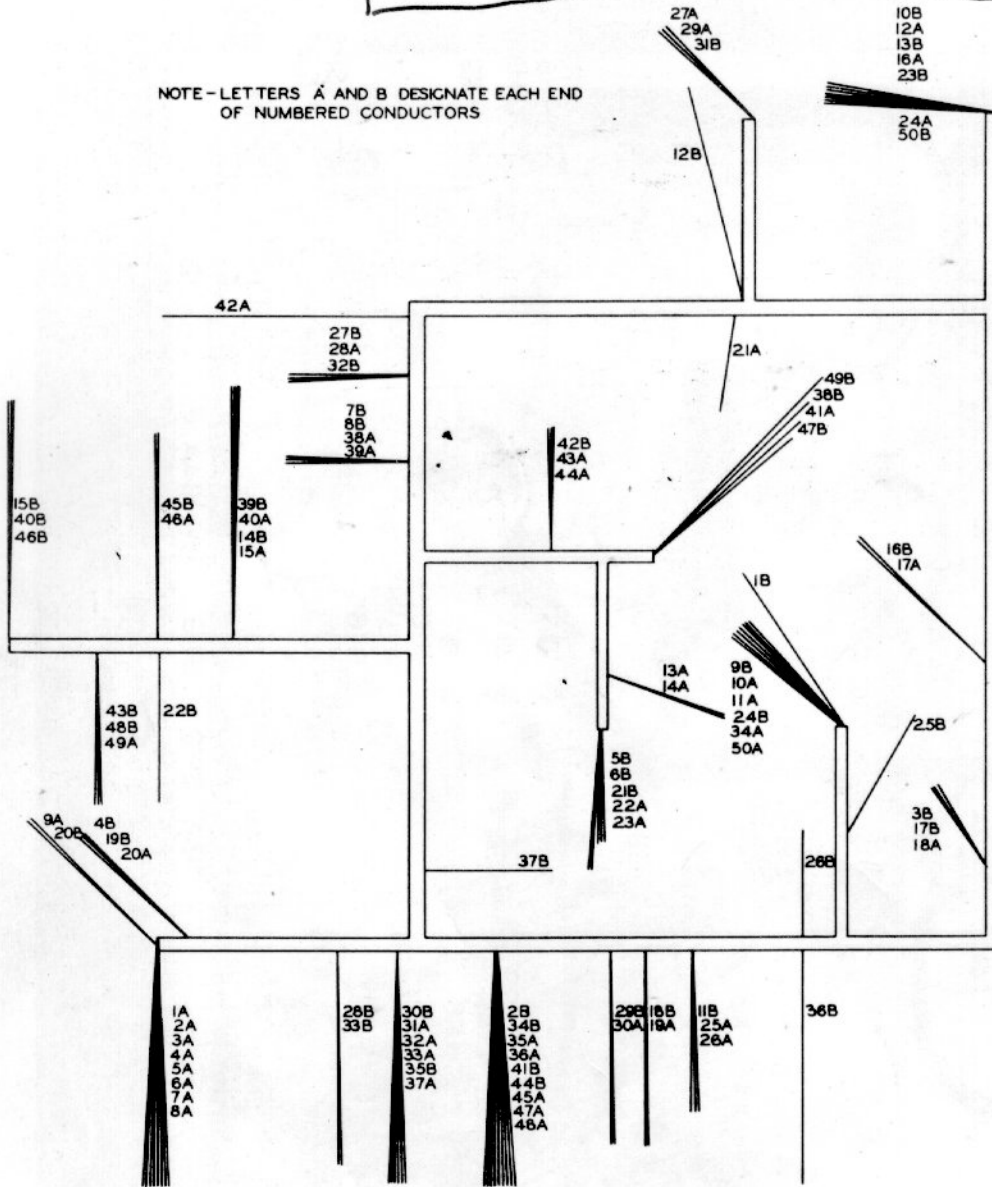 27A
29A
31B
10B
12A
13B
16A
23B
24A
50B
NOTE-LETTERS A AND B DESIGNATE EACH END
OF NUMBERED CONDUCTORS
12B
42A
27B
28A
32B
21A
7B
8B
38A
39A
49B
38B
41A
47B
42B
43A
44A
15B
40B
46B
45B
46A
39B
40A
14B
15A
16B
17A
1B
13A
14A
9B
10A
11A
24B
34A
50A
43B
48B
49A
22B
25B
5B
6B
21B
22A
23A
9A
20B
4B
19B
20A
3B
17B
18A
37B
26B
1A
2A
3A
4A
5A
6A
7A
8A
28B
33B
30B
31A
32A
33A
35B
37A
2B
34B
35A
36A
41B
44B
45A
47A
48A
29B
30A
18B
19A
11B
25A
26A
36B